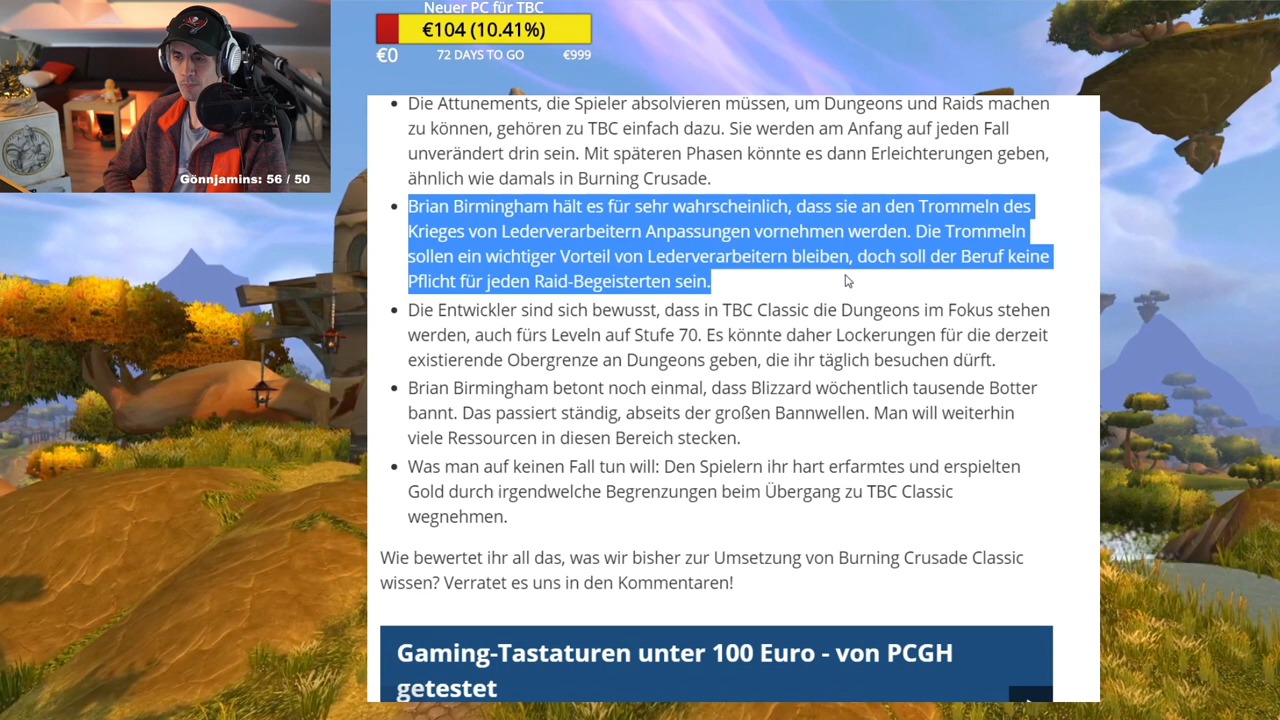 Neuer PC für TBC
€104 (10.41%)
€0
72 DAYS TO GO
€999
Gönnjamins: 56 / 50
Die Attunements, die Spieler absolvieren müssen, um Dungeons und Raids machen
zu können, gehören zu TBC einfach dazu. Sie werden am Anfang auf jeden Fall
unverändert drin sein. Mit späteren Phasen könnte es dann Erleichterungen geben,
ähnlich wie damals in Burning Crusade.
Brian Birmingham hält es für sehr wahrscheinlich, dass sie an den Trommeln des
Krieges von Lederverarbeitern Anpassungen vornehmen werden. Die Trommeln
sollen ein wichtiger Vorteil von Lederverarbeitern bleiben, doch soll der Beruf keine
Pflicht für jeden Raid-Begeisterten sein.
Die Entwickler sind sich bewusst, dass in TBC Classic die Dungeons im Fokus stehen
werden, auch fürs Leveln auf Stufe 70. Es könnte daher Lockerungen für die derzeit
existierende Obergrenze an Dungeons geben, die ihr täglich besuchen dürft.
Brian Birmingham betont noch einmal, dass Blizzard wöchentlich tausende Botter
bannt. Das passiert ständig, abseits der großen Bannwellen. Man will weiterhin
viele Ressourcen in diesen Bereich stecken.
Was man auf keinen Fall tun will: Den Spielern ihr hart erfarmtes und erspielten
Gold durch irgendwelche Begrenzungen beim Übergang zu TBC Classic
wegnehmen.
Wie bewertet ihr all das, was wir bisher zur Umsetzung von Burning Crusade Classic
wissen? Verratet es uns in den Kommentaren!
Gaming-Tastaturen unter 100 Euro - von PCGH
getestet